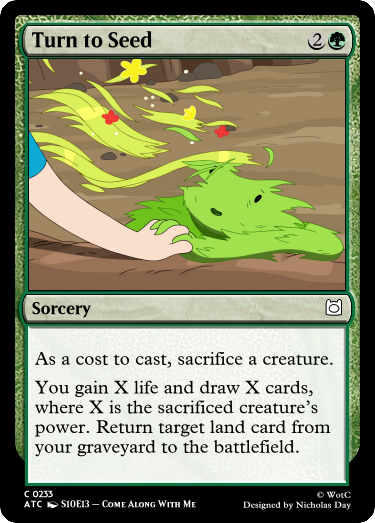 Turn to Seed 2
Sorcery
As a cost to cast, sacrifice a creature.
You gain X life and draw X cards,
where X is the sacrificed creature's
power. Return target land card from
your graveyard to the battlefield.
C 0233 © WotC
ATC S10E13 — Come Along With Me Designed by Nicholas Day